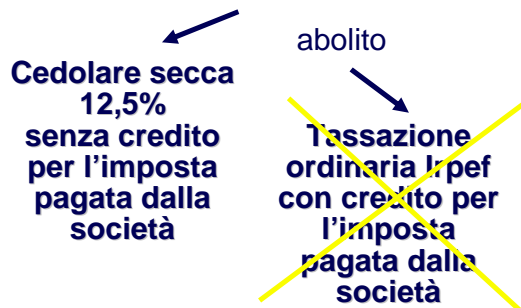 abolito
Cedolare secca
12,5%
senza credito
per l'imposta
pagata dalla
società
Tassazione
ordinaria Irpef
con credito per
l'imposta
pagata dalla
società